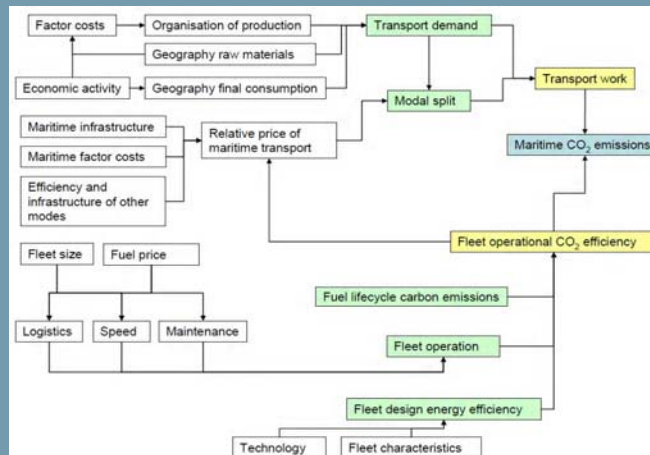 Factor costs
Organisation of production
Transport demand
Geography raw materials
Economic activity
Geography final consumption
Transport work
Modal split
Maritime infrastructure
Relative price of
maritime transport
Maritime factor costs
Maritime CO₂ emissions
Efficiency and
infrastructure of other
modes
Fleet operational CO₂ efficiency
Fleet size
Fuel price
Fuel lifecycle carbon emissions
Logistics
Speed
Maintenance
Fleet operation
Fleet design energy efficiency
Technology
Fleet characteristics